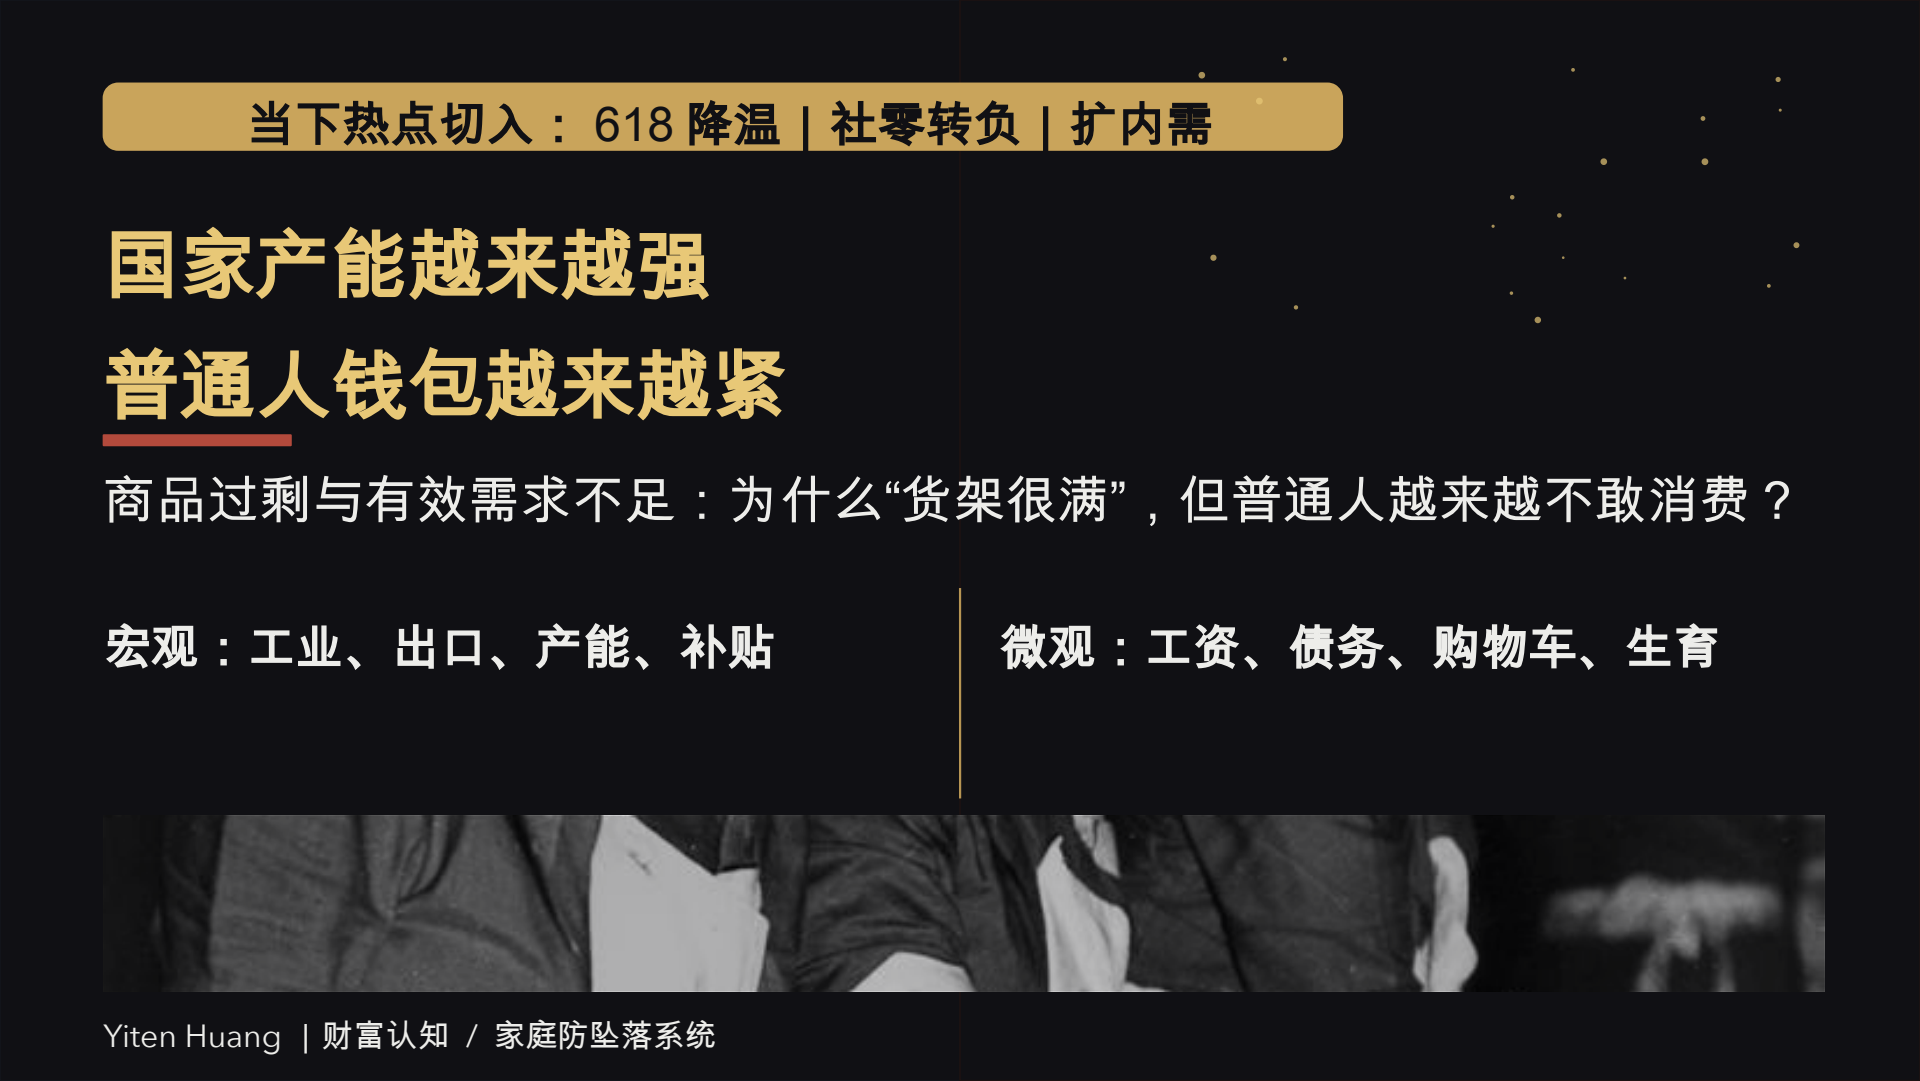 当下热点切入：618 降温 | 社零转负 | 扩内需
国家产能越来越强
普通人钱包越来越紧
商品过剩与有效需求不足：为什么“货架很满”，但普通人越来越不敢消费？
宏观：工业、出口、产能、补贴
微观：工资、债务、购物车、生育
Yiten Huang | 财富认知 / 家庭防坠落系统